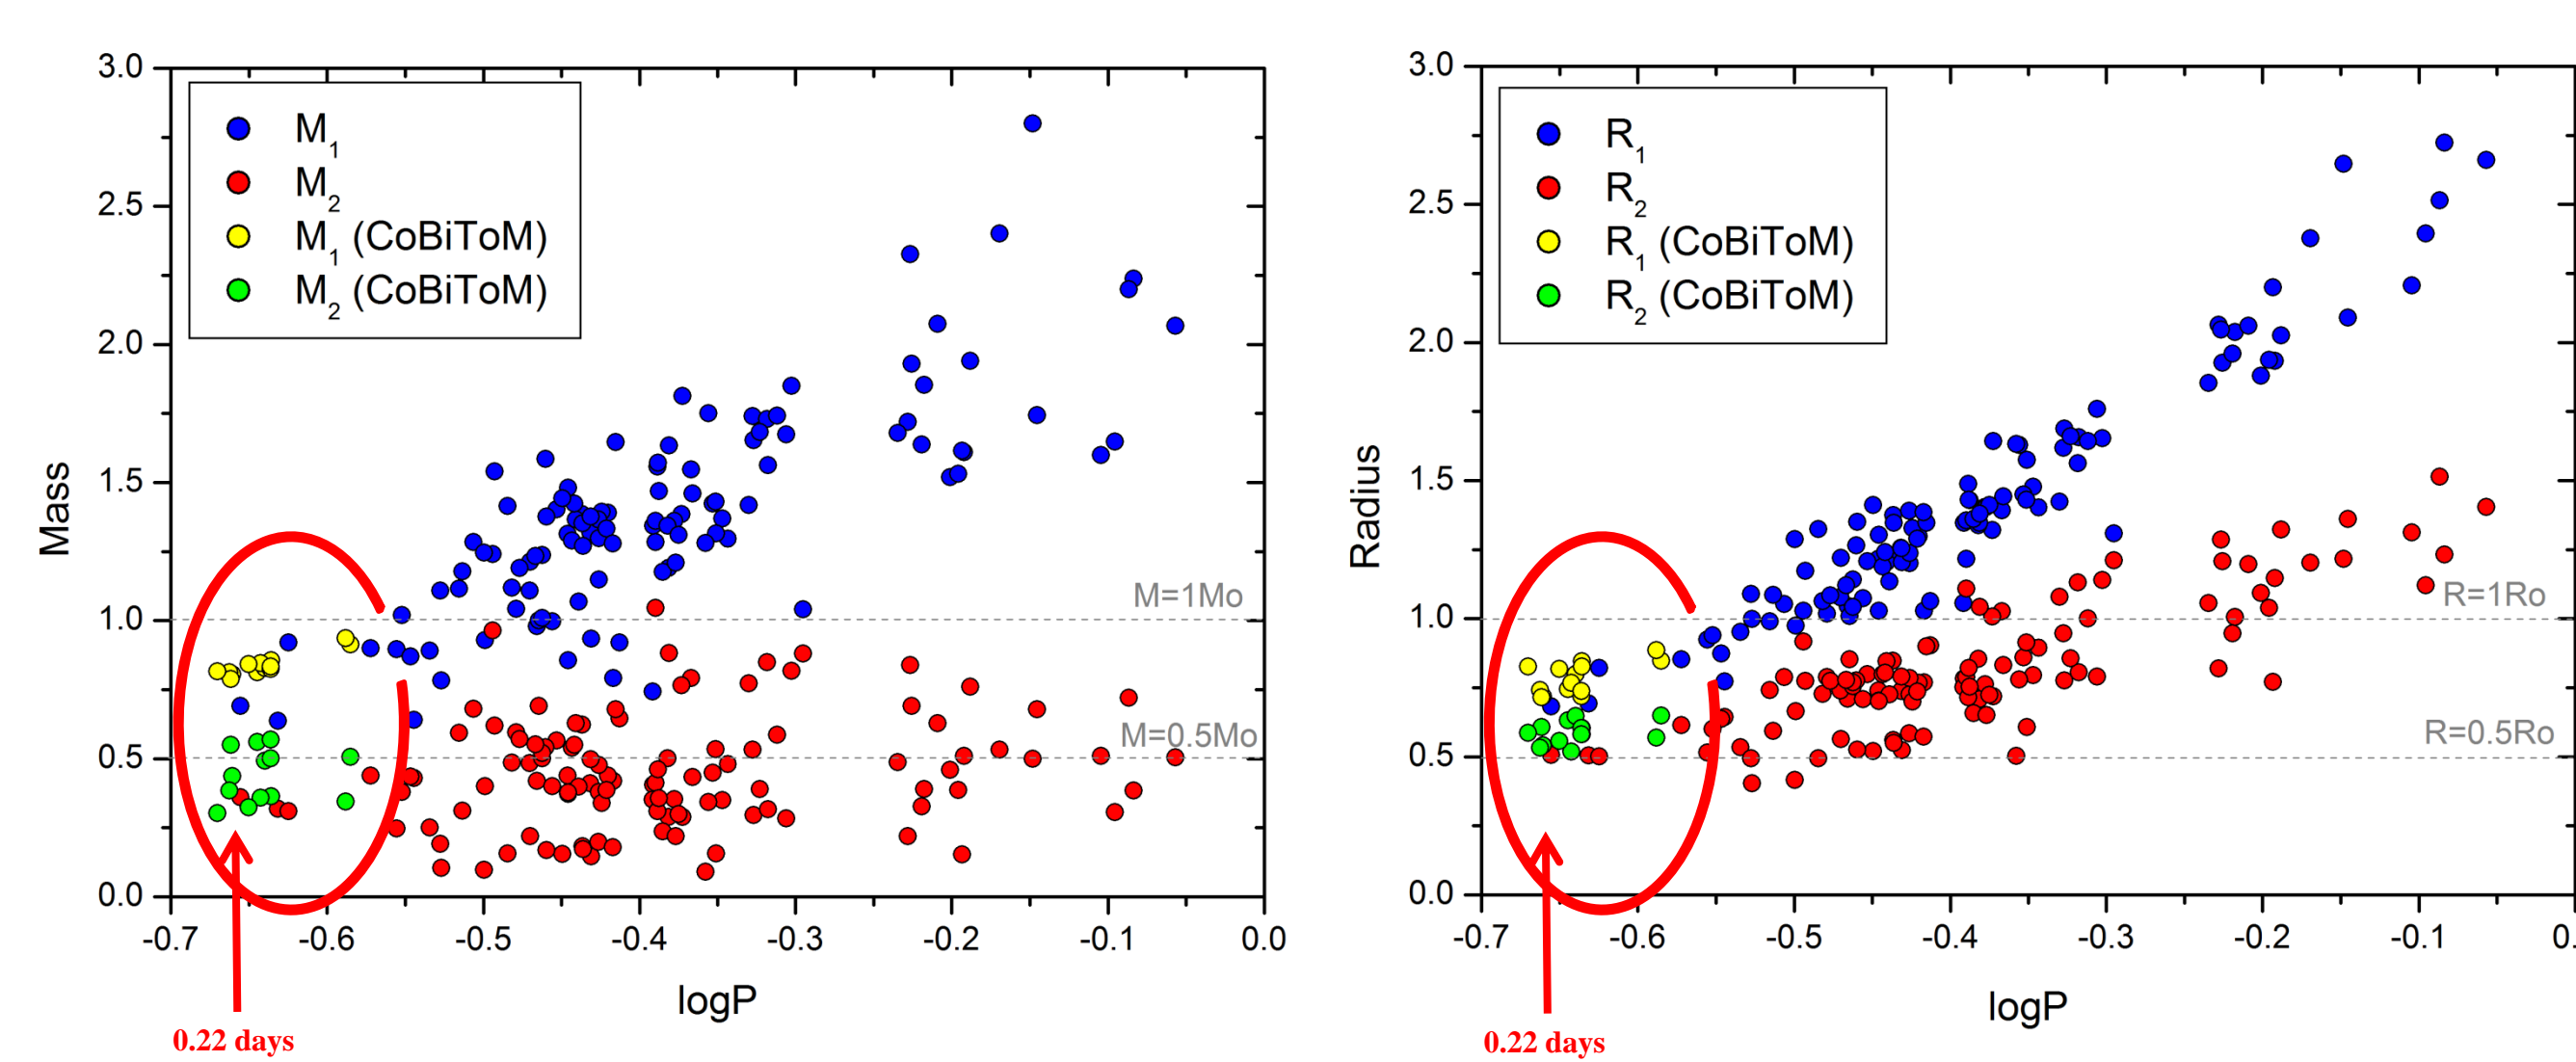 3.0
2.5
2.0
1.5
1.0
0.5
0.0
Mass
M1
M2
M1 (CoBiToM)
M2 (CoBiToM)
M=1Mo
M=0.5Mo
-0.7 -0.6 -0.5 -0.4 -0.3 -0.2 -0.1 0.0
logP
0.22 days
3.0
2.5
2.0
1.5
1.0
0.5
0.0
Radius
R1
R2
R1 (CoBiToM)
R2 (CoBiToM)
R=1Ro
R=0.5Ro
-0.7 -0.6 -0.5 -0.4 -0.3 -0.2 -0.1 0.
logP
0.22 days